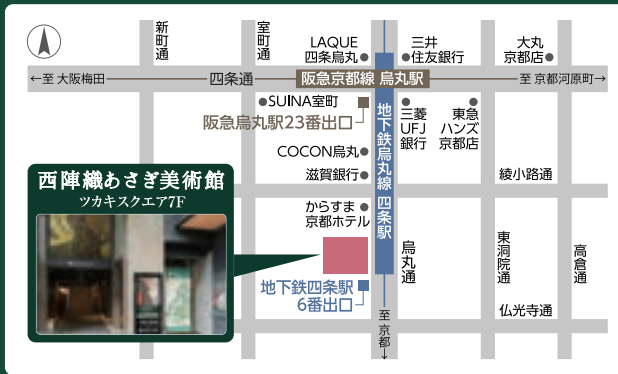 新町通
室町通
LAQUE
四条烏丸
三井
住友銀行
大丸
京都店
←至 大阪梅田
四条通
阪急京都線 烏丸駅
至 京都河原町→
SUINA室町
阪急烏丸駅23番出口
地下鉄烏丸線 四条駅
三菱
UFJ
銀行
東急
ハンズ
京都店
COCON烏丸
滋賀銀行
綾小路通
西陣織あさぎ美術館
ツカキスクエア7F
からすま
京都ホテル
烏丸通
東洞院通
高倉通
地下鉄四条駅
6番出口
仏光寺通
至 京都→